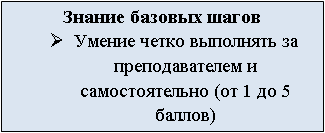 Знание базовых шагов
➢ Умение четко выполнять за
преподавателем и
самостоятельно (от 1 до 5
баллов)